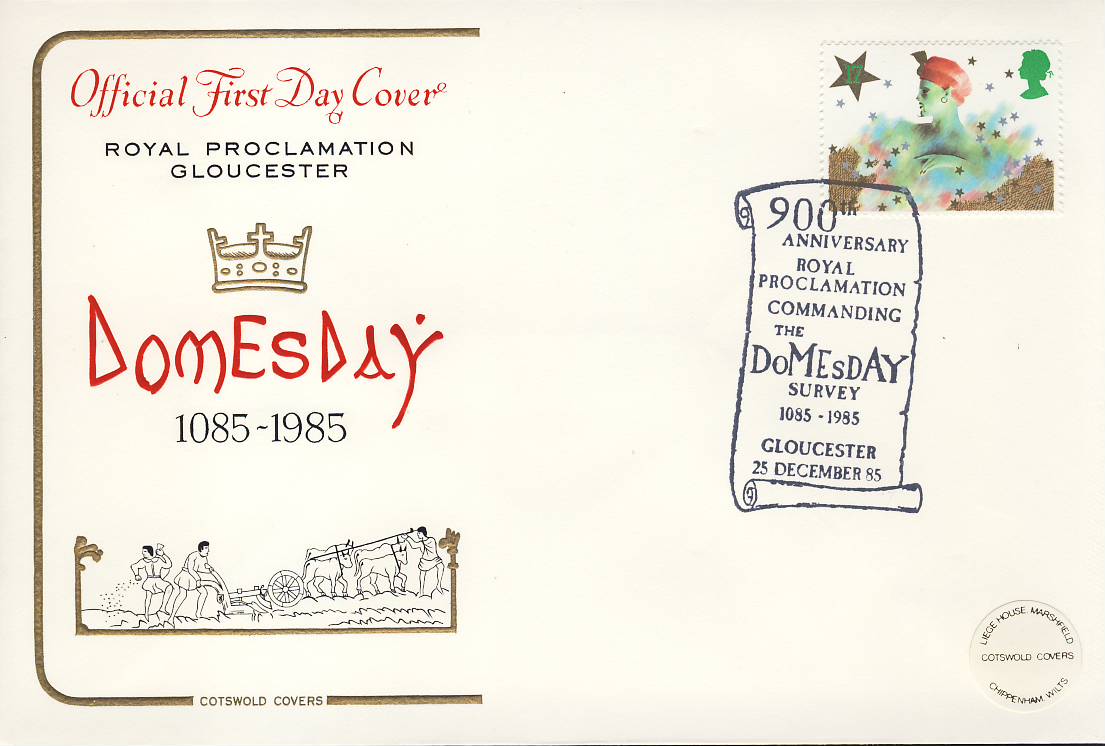 Official First Day Cover
ROYAL PROCLAMATION
GLOUCESTER
DOMESDAY
1085~1985
COTSWOLD COVERS
17
900th
ANNIVERSARY
ROYAL
PROCLAMATION
COMMANDING
THE
DOMESDAY
SURVEY
1085 - 1985
GLOUCESTER
25 DECEMBER 85
LIEGE HOUSE. MARSHFIELD
COTSWOLD COVERS
CHIPPENHAM. WILTS